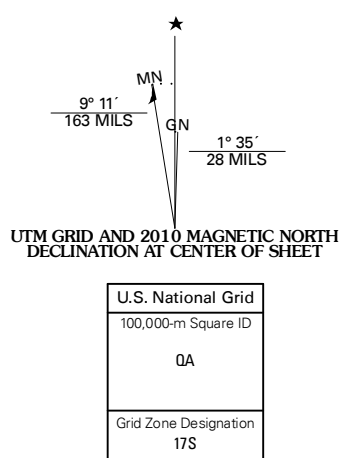 ★
MN
9° 11´
163 MILS
GN
1° 35´
28 MILS
UTM GRID AND 2010 MAGNETIC NORTH
DECLINATION AT CENTER OF SHEET
U.S. National Grid
100,000-m Square ID
QA
Grid Zone Designation
17S